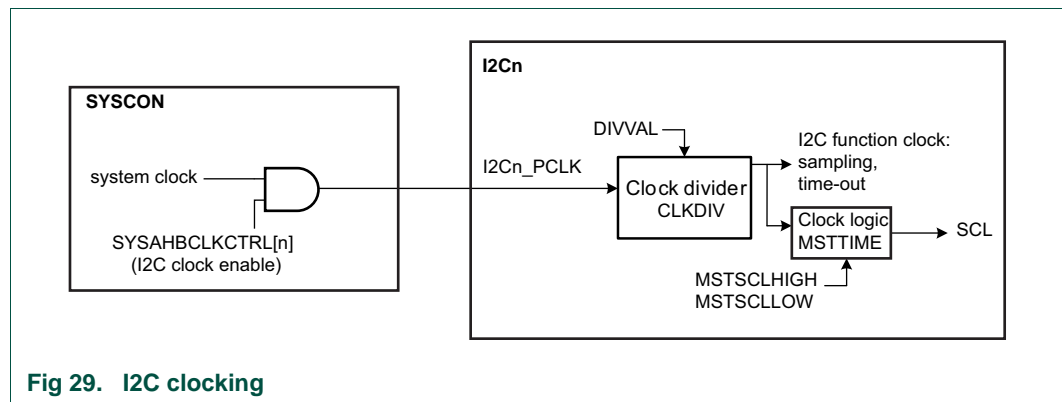 SYSCON
system clock
SYSAHBCLKCTRL[n]
(I2C clock enable)
I2Cn
I2Cn_PCLK
DIVVAL
Clock divider
CLKDIV
I2C function clock:
sampling,
time-out
Clock logic
MSTTIME
SCL
MSTSCLHIGH
MSTSCLLOW
Fig 29. I2C clocking